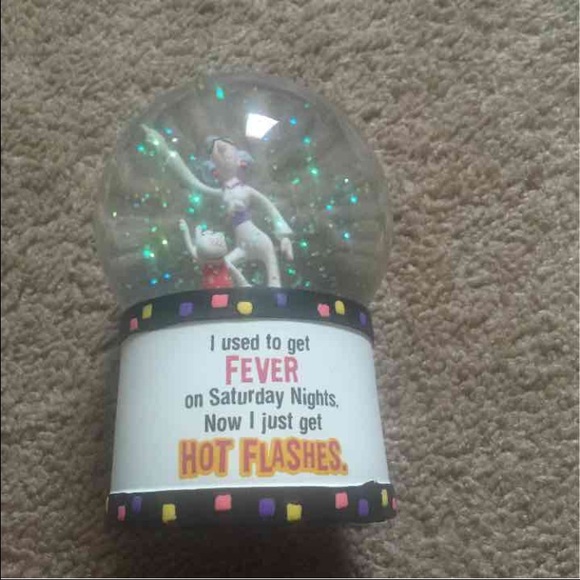 I used to get
FEVER
on Saturday Nights.
Now I just get
HOT FLASHES.